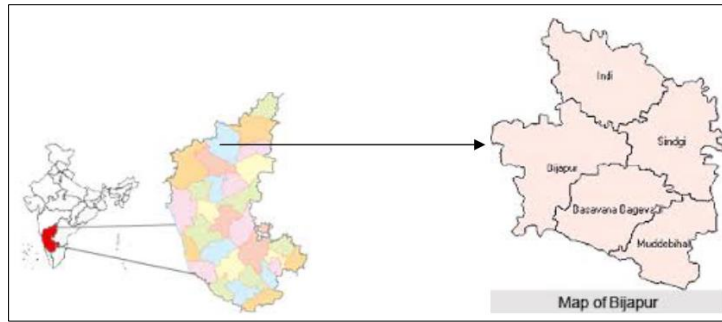 Indi
Sindgi
Bijapur
Basavana Bagevadi
Muddebihal
Map of Bijapur